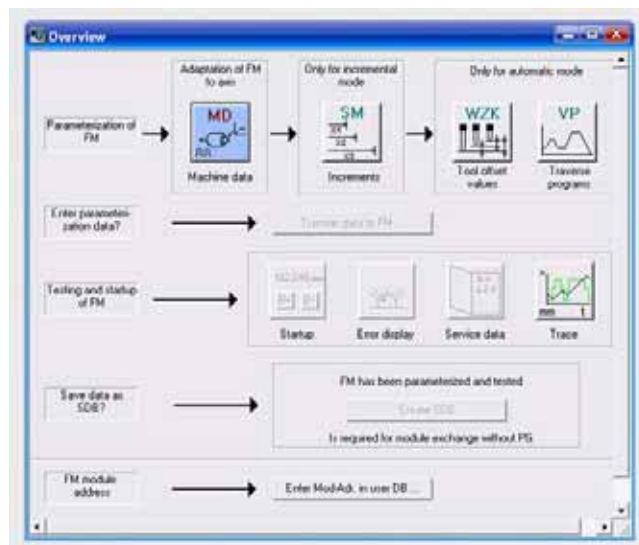 Overview
Adaptation of FM
to axis
Only for incremental
mode
Only for automatic mode
Parameterization of
FM
MD
SM
WZK
VP
Machine data
Increments
Tool offset
values
Traverse
programs
Enter parameteri-
zation data?
Transfer data to FM
Testing and startup
of FM
mm t
Startup
Error display
Service data
Trace
FM has been parameterized and tested
Save data as
SDB?
Create SDB
Is required for module exchange without PG
FM module
address
Enter ModAdr. in user DB ...